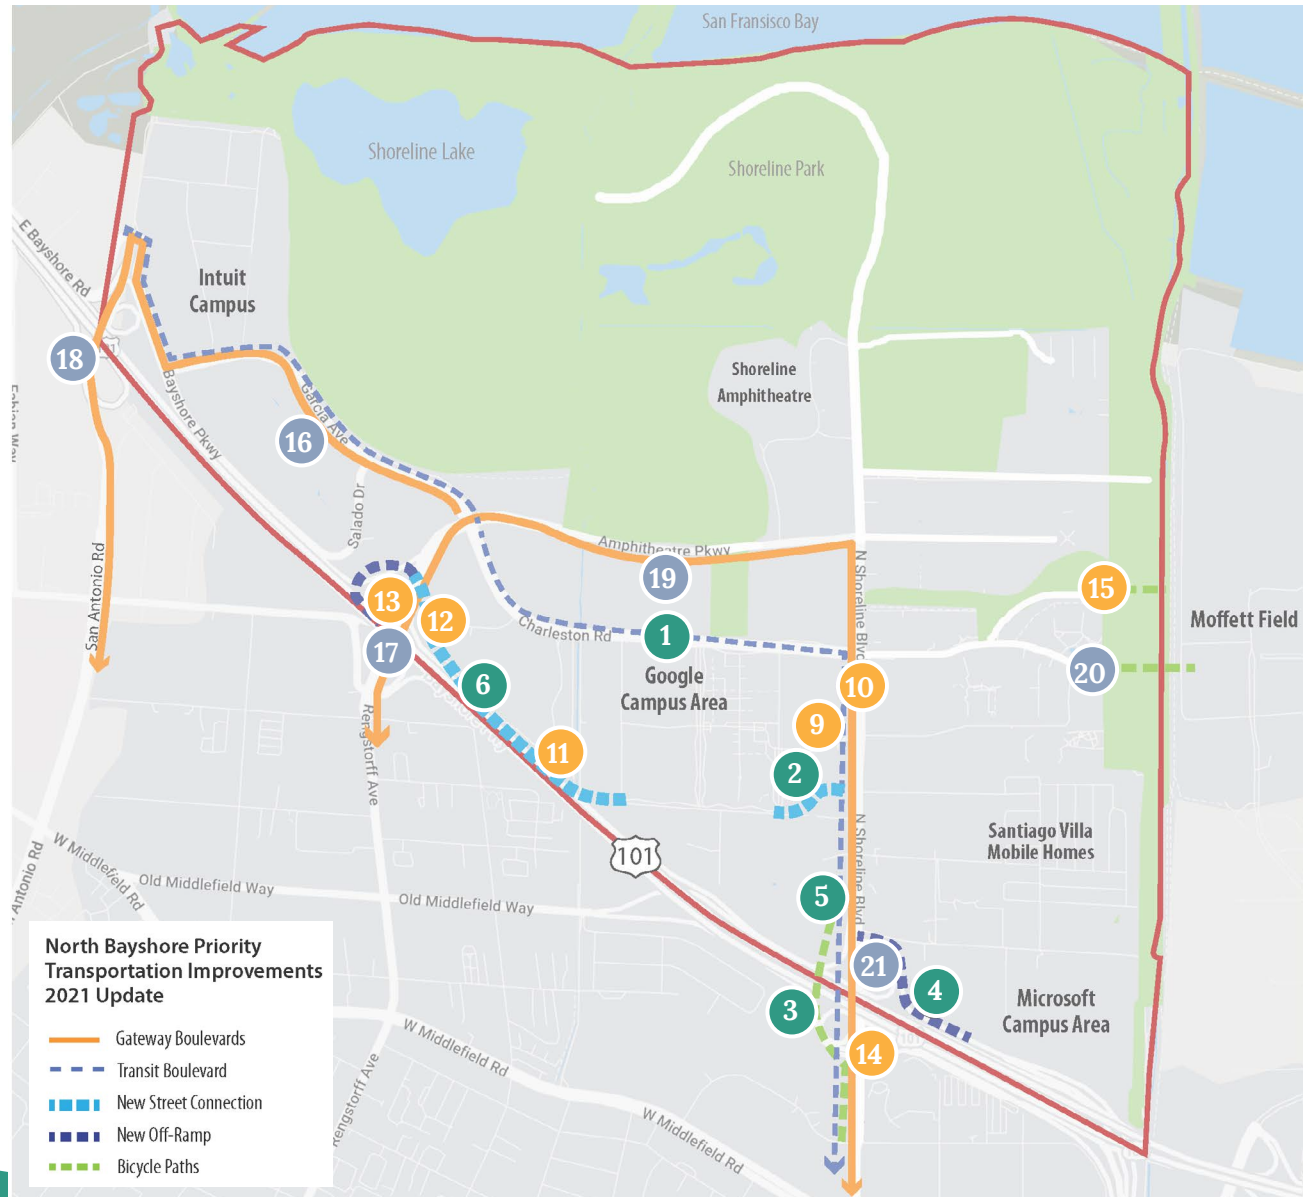 San Fransisco Bay
Shoreline Lake
Shoreline Park
E Bayshore Rd
Intuit
Campus
18
Bayshore Pkwy
Garcia Ave
16
Shoreline
Amphitheatre
Fabian Way
Salado Dr
San Antonio Rd
Amphitheatre Pkwy
N Shoreline Blvd
19
13
12
15
Moffett Field
Charleston Rd
1
17
6
Google
Campus Area
10
20
9
Rengstorff Ave
11
2
N Shoreline Blvd
Santiago Villa
Mobile Homes
101
W Middlefield Rd
Antonio Rd
Old Middlefield Way
Old Middlefield Way
5
21
4
3
Microsoft
Campus Area
101
14
W Middlefield Rd
Rengstorff Ave
W Middlefield Rd
North Bayshore Priority
Transportation Improvements
2021 Update
Gateway Boulevards
Transit Boulevard
New Street Connection
New Off-Ramp
Bicycle Paths